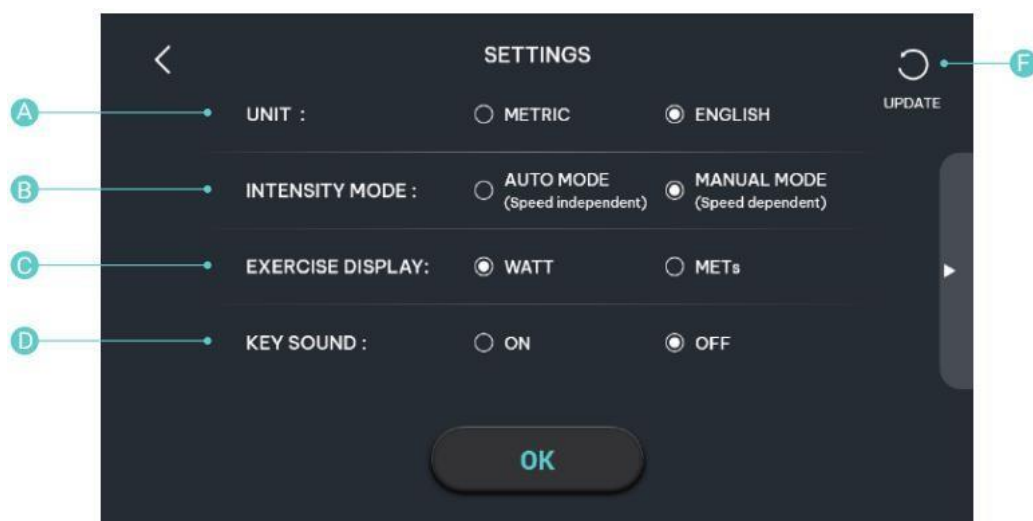 SETTINGS
F
UPDATE
A UNIT : METRIC ENGLISH
B INTENSITY MODE : AUTO MODE (Speed independent) MANUAL MODE (Speed dependent)
C EXERCISE DISPLAY: WATT METs
D KEY SOUND : ON OFF
OK